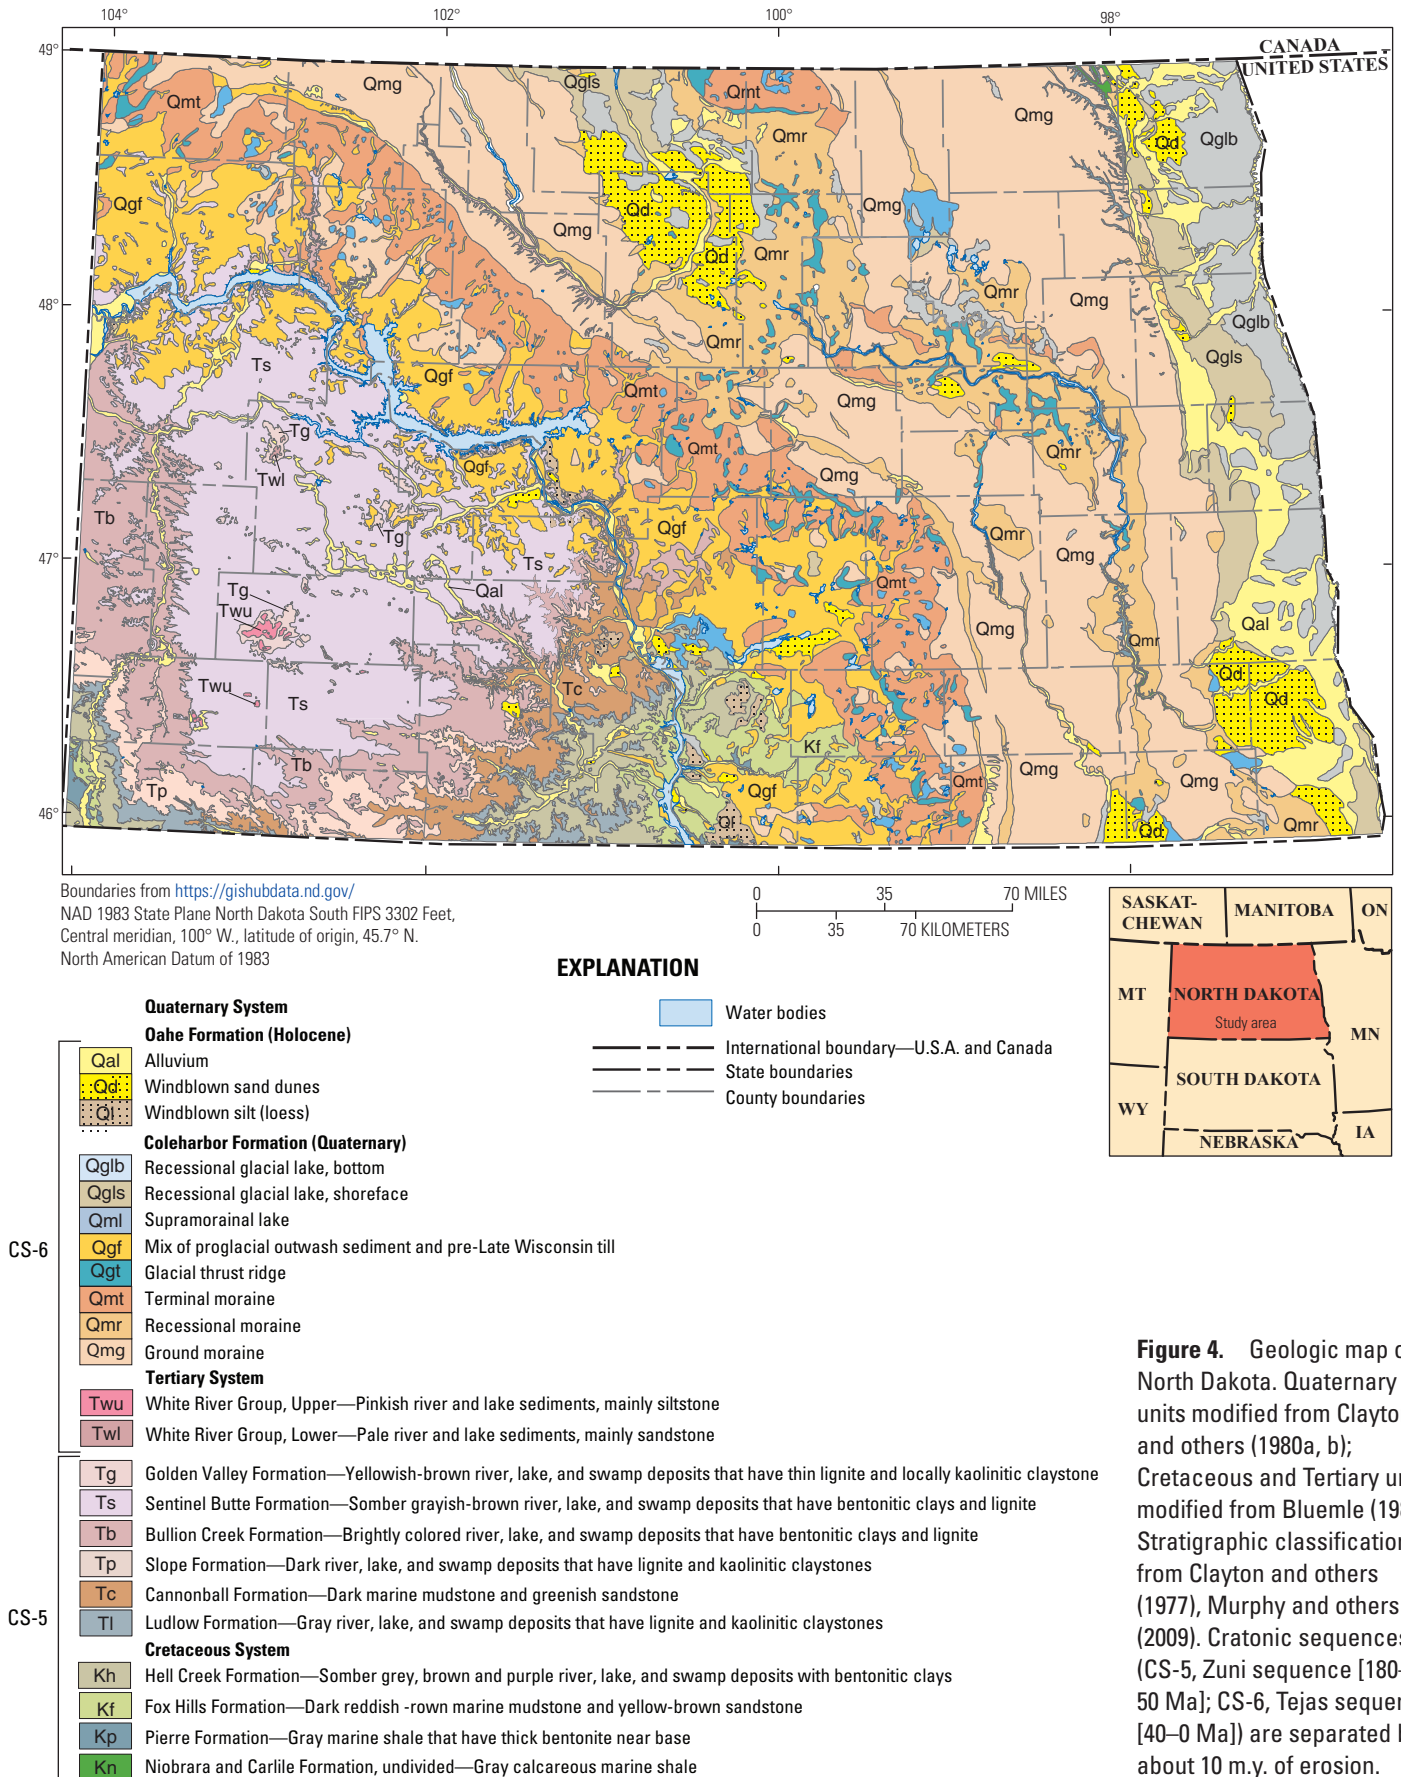 104°
102°
100°
98°
49°
48°
47°
46°
CANADA
UNITED STATES
Qmt
Qmg
Qgls
Qmt
Qmr
Qmg
Qd
Qglb
Qgf
Qd
Qmg
Qmg
Qd
Qmr
Qmr
Qmg
Qglb
Qmr
Qgls
Ts
Qgf
Qmt
Qmg
Tg
Qmt
Qmr
Qgf
Qmg
Twl
Tb
Qgf
Qmr
Tg
Qmg
Ts
Qmt
Tg
Qal
Twu
Qmg
Qal
Qmr
Twu
Tc
Qd
Ts
Qd
Kf
Tb
Qmg
Qmt
Qmg
Tp
Qgf
Ql
Qd
Qmr
Boundaries from https://gishubdata.nd.gov/
NAD 1983 State Plane North Dakota South FIPS 3302 Feet,
Central meridian, 100° W., latitude of origin, 45.7° N.
North American Datum of 1983
0 35 70 MILES
0 35 70 KILOMETERS
SASKAT-
CHEWAN
MANITOBA
ON
MT
NORTH DAKOTA
Study area
MN
SOUTH DAKOTA
WY
IA
NEBRASKA
EXPLANATION
Water bodies
International boundary—U.S.A. and Canada
State boundaries
County boundaries
Quaternary System
Oahe Formation (Holocene)
Qal Alluvium
Qd Windblown sand dunes
Ql Windblown silt (loess)
Coleharbor Formation (Quaternary)
Qglb Recessional glacial lake, bottom
Qgls Recessional glacial lake, shoreface
Qml Supramorainal lake
CS-6
Qgf Mix of proglacial outwash sediment and pre-Late Wisconsin till
Qgt Glacial thrust ridge
Qmt Terminal moraine
Qmr Recessional moraine
Qmg Ground moraine
Tertiary System
Twu White River Group, Upper—Pinkish river and lake sediments, mainly siltstone
Twl White River Group, Lower—Pale river and lake sediments, mainly sandstone
Tg Golden Valley Formation—Yellowish-brown river, lake, and swamp deposits that have thin lignite and locally kaolinitic claystone
Ts Sentinel Butte Formation—Somber grayish-brown river, lake, and swamp deposits that have bentonitic clays and lignite
Tb Bullion Creek Formation—Brightly colored river, lake, and swamp deposits that have bentonitic clays and lignite
Tp Slope Formation—Dark river, lake, and swamp deposits that have lignite and kaolinitic claystones
Tc Cannonball Formation—Dark marine mudstone and greenish sandstone
CS-5
Tl Ludlow Formation—Gray river, lake, and swamp deposits that have lignite and kaolinitic claystones
Cretaceous System
Kh Hell Creek Formation—Somber grey, brown and purple river, lake, and swamp deposits with bentonitic clays
Kf Fox Hills Formation—Dark reddish -rown marine mudstone and yellow-brown sandstone
Kp Pierre Formation—Gray marine shale that have thick bentonite near base
Kn Niobrara and Carlile Formation, undivided—Gray calcareous marine shale
Figure 4. Geologic map
North Dakota. Quaternary
units modified from Clayto
and others (1980a, b);
Cretaceous and Tertiary
modified from Bluemle (198
Stratigraphic classification
from Clayton and others
(1977), Murphy and others
(2009). Cratonic sequences
(CS-5, Zuni sequence [180–
50 Ma]; CS-6, Tejas sequen
[40–0 Ma]) are separated
about 10 m.y. of erosion.